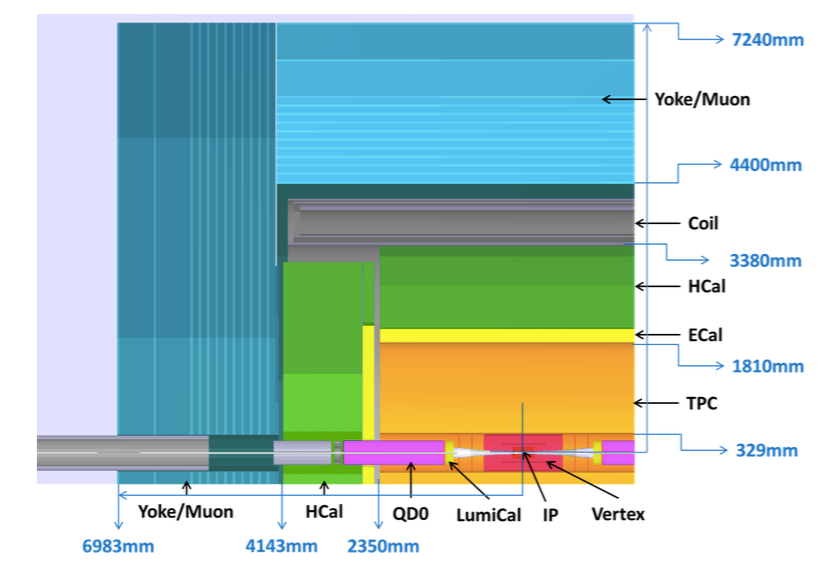 7240mm
Yoke/Muon
4400mm
Coil
3380mm
HCal
ECal
1810mm
TPC
329mm
Yoke/Muon
HCal
QD0
LumiCal
IP
Vertex
6983mm
4143mm
2350mm